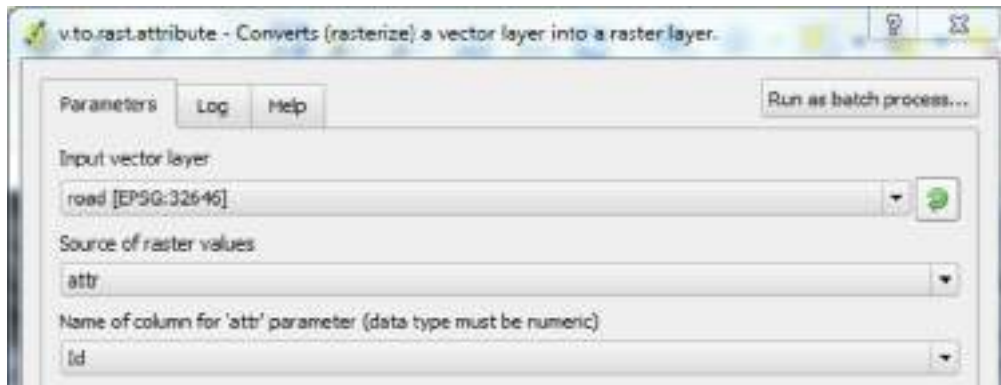 v.to.rast.attribute - Converts (rasterize) a vector layer into a raster layer.
Parameters
Log
Help
Run as batch process...
Input vector layer
road [EPSG:32646]
Source of raster values
attr
Name of column for 'attr' parameter (data type must be numeric)
Id